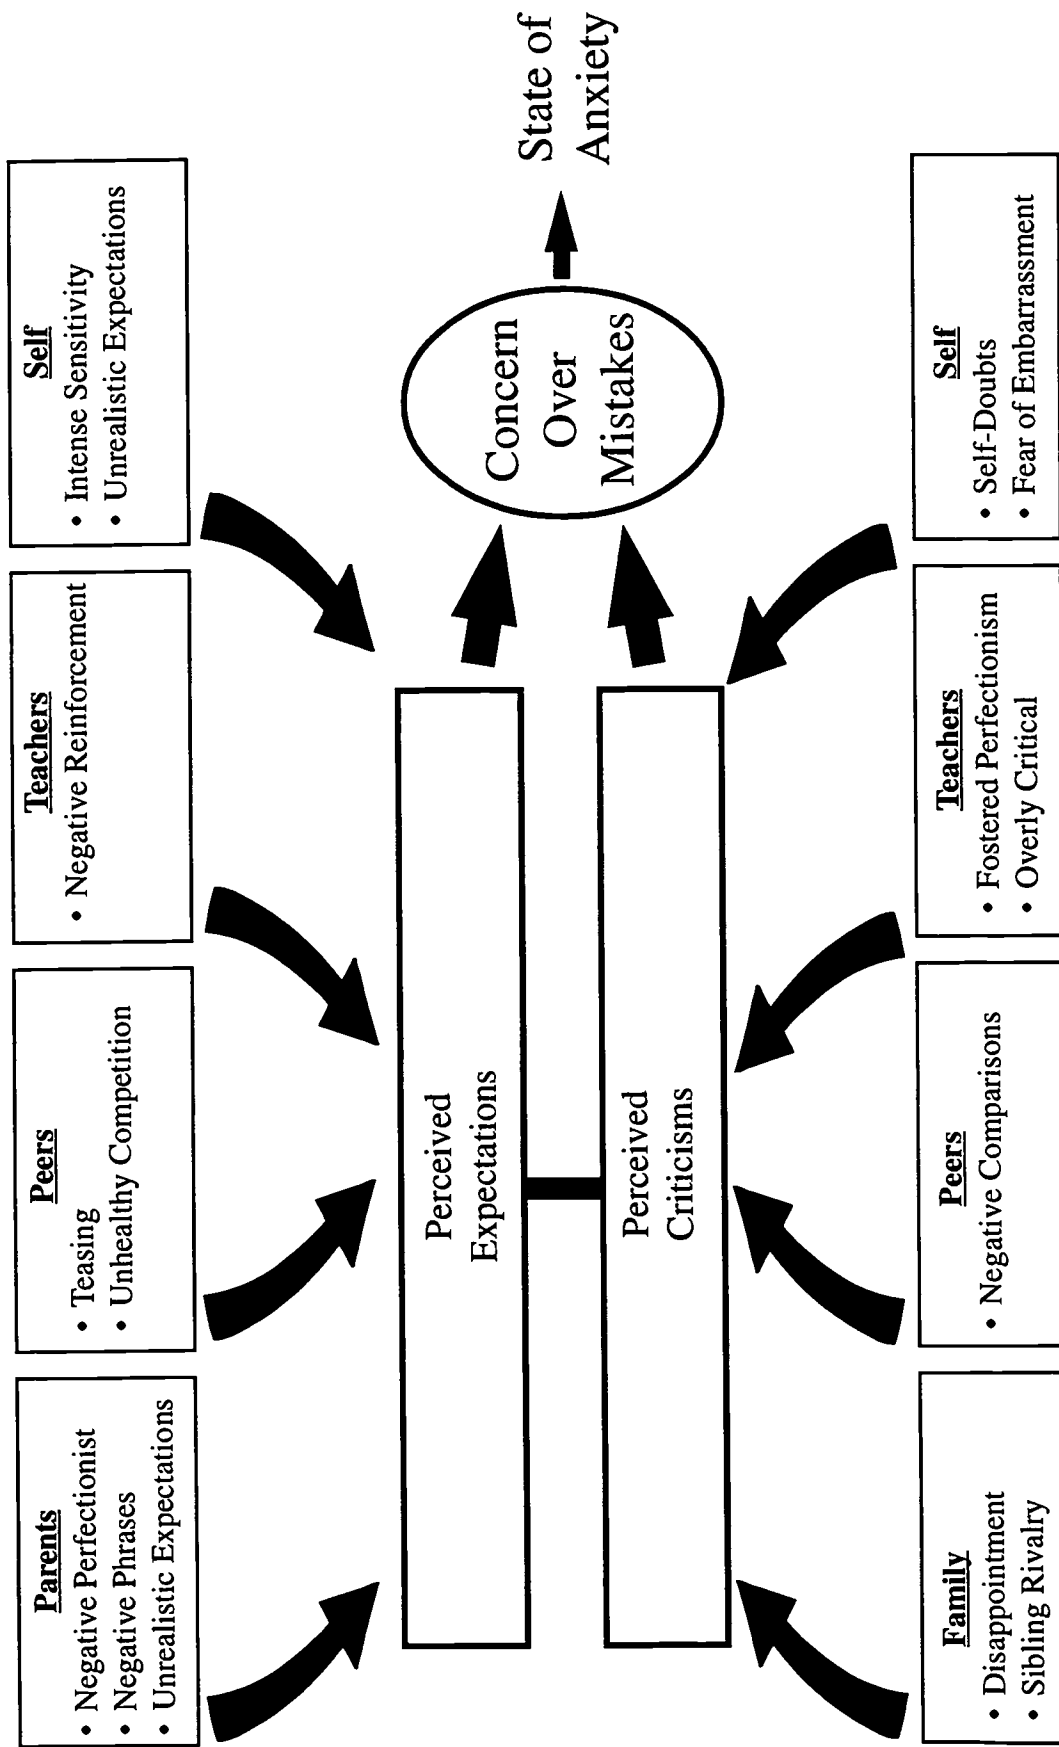 Parents
• Negative Perfectionist
• Negative Phrases
• Unrealistic Expectations
Peers
• Teasing
• Unhealthy Competition
Teachers
• Negative Reinforcement
Self
• Intense Sensitivity
• Unrealistic Expectations
Perceived
Expectations
Perceived
Criticisms
Concern
Over
Mistakes
State of
Anxiety
Family
• Disappointment
• Sibling Rivalry
Peers
• Negative Comparisons
Teachers
• Fostered Perfectionism
• Overly Critical
Self
• Self-Doubts
• Fear of Embarrassment